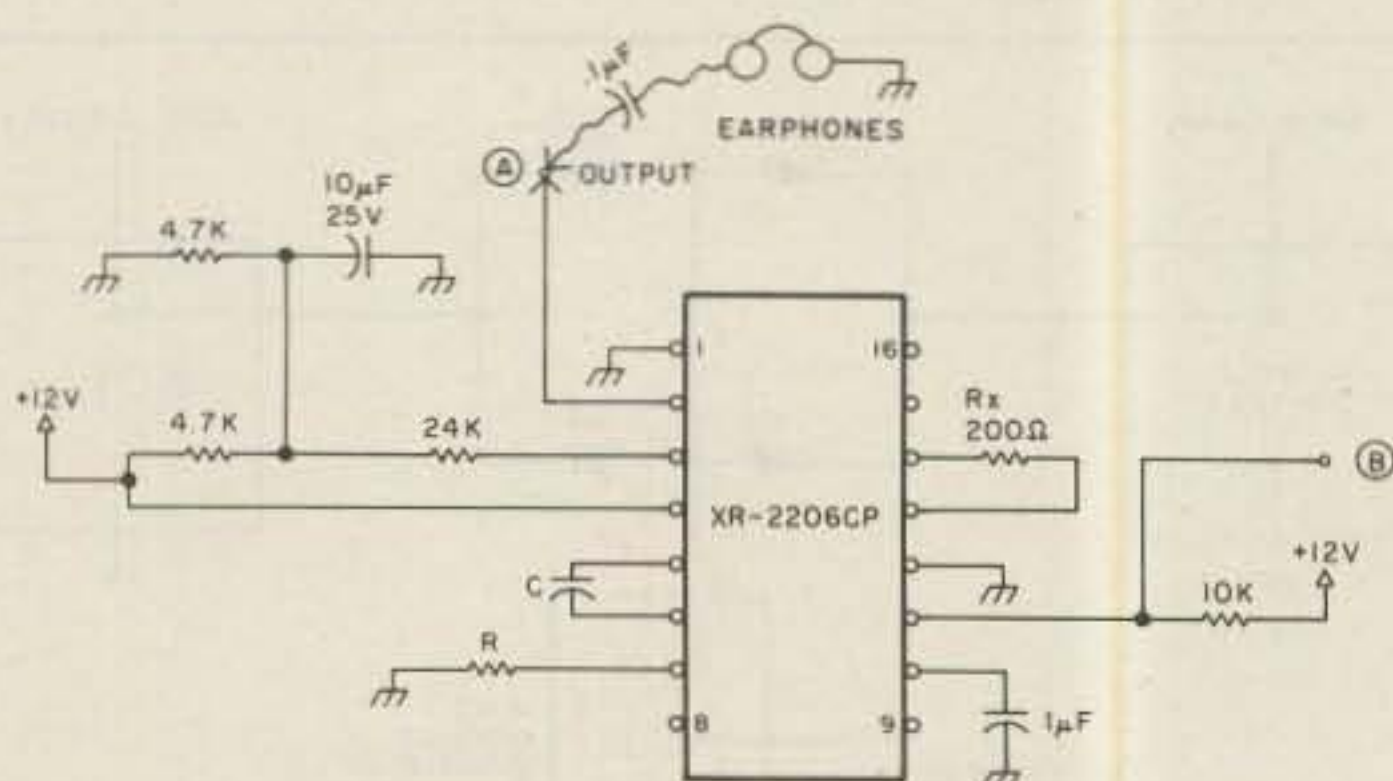 .1µF
EARPHONES
A
OUTPUT
10µF
25V
4.7K
1
16
+12V
4.7K
24K
Rx
200Ω
B
XR-2206CP
+12V
C
10K
R
8
9
1µF